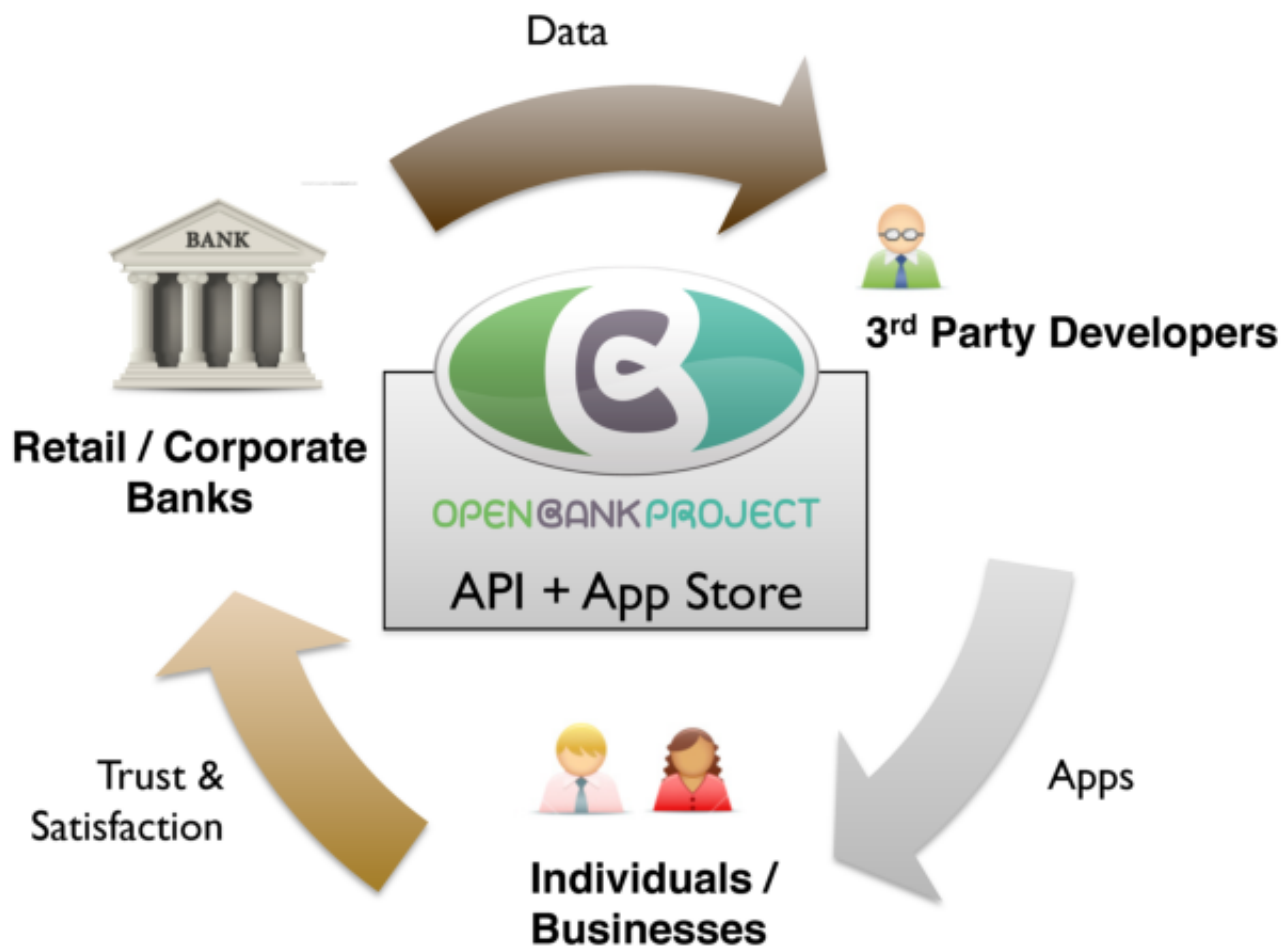 Data
BANK
3rd Party Developers
Retail / Corporate
Banks
OPENBANKPROJECT
API + App Store
Trust &
Satisfaction
Apps
Individuals /
Businesses